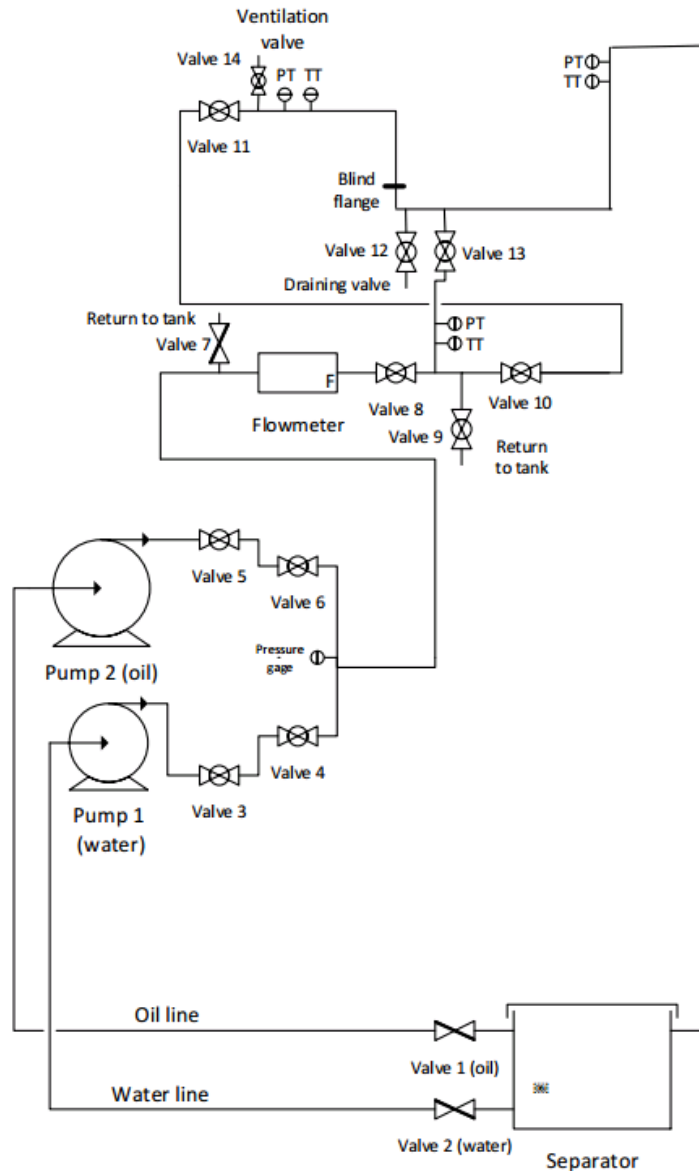 Ventilation
valve
Valve 14
PT TT
PT
TT
Valve 11
Blind
flange
Valve 12
Valve 13
Draining valve
Return to tank
Valve 7
PT
TT
F
Flowmeter
Valve 8
Valve 10
Valve 9
Return
to tank
Valve 5
Valve 6
Pump 2 (oil)
Pressure
gage
Valve 4
Valve 3
Pump 1
(water)
Oil line
Valve 1 (oil)
Water line
Valve 2 (water)
Separator